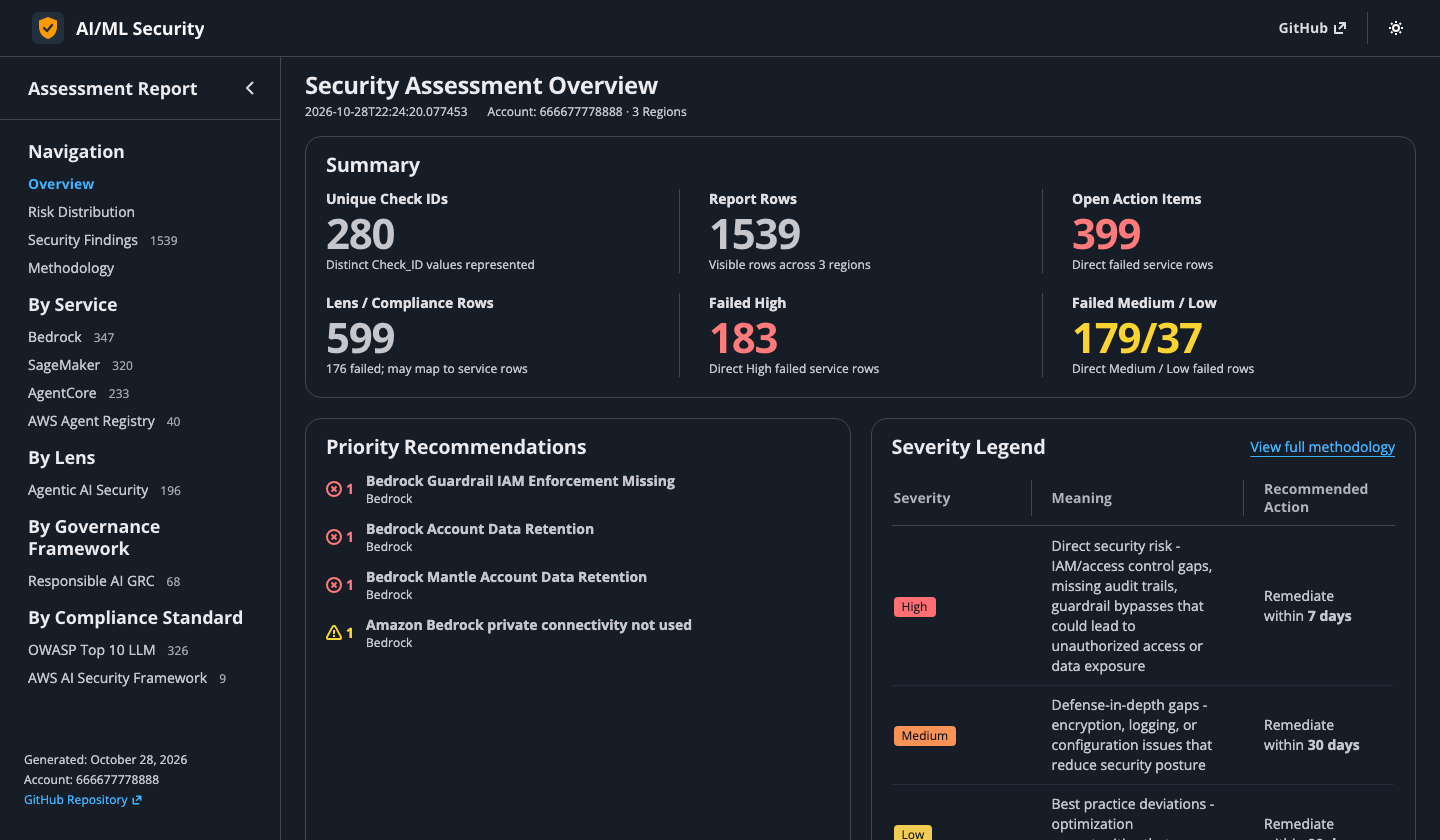 AI/ML Security
GitHub
Assessment Report
Navigation
Overview
Risk Distribution
Security Findings 1539
Methodology
By Service
Bedrock 347
SageMaker 320
AgentCore 233
AWS Agent Registry 40
By Lens
Agentic AI Security 196
By Governance
Framework
Responsible AI GRC 68
By Compliance Standard
OWASP Top 10 LLM 326
AWS AI Security Framework 9
Generated: October 28, 2026
Account: 666677778888
GitHub Repository
Security Assessment Overview
2026-10-28T22:24:20.077453 Account: 666677778888 · 3 Regions
Summary
Unique Check IDs
280
Distinct Check_ID values represented
Report Rows
1539
Visible rows across 3 regions
Open Action Items
399
Direct failed service rows
Lens / Compliance Rows
599
176 failed; may map to service rows
Failed High
183
Direct High failed service rows
Failed Medium / Low
179/37
Direct Medium / Low failed rows
Priority Recommendations
1 Bedrock Guardrail IAM Enforcement Missing
Bedrock
1 Bedrock Account Data Retention
Bedrock
1 Bedrock Mantle Account Data Retention
Bedrock
1 Amazon Bedrock private connectivity not used
Bedrock
Severity Legend
View full methodology
Severity
Meaning
Recommended
Action
High
Direct security risk -
IAM/access control gaps,
missing audit trails,
guardrail bypasses that
could lead to
unauthorized access or
data exposure
Remediate
within 7 days
Medium
Defense-in-depth gaps -
encryption, logging, or
configuration issues that
reduce security posture
Remediate
within 30 days
Low
Best practice deviations -
optimization
Remediate